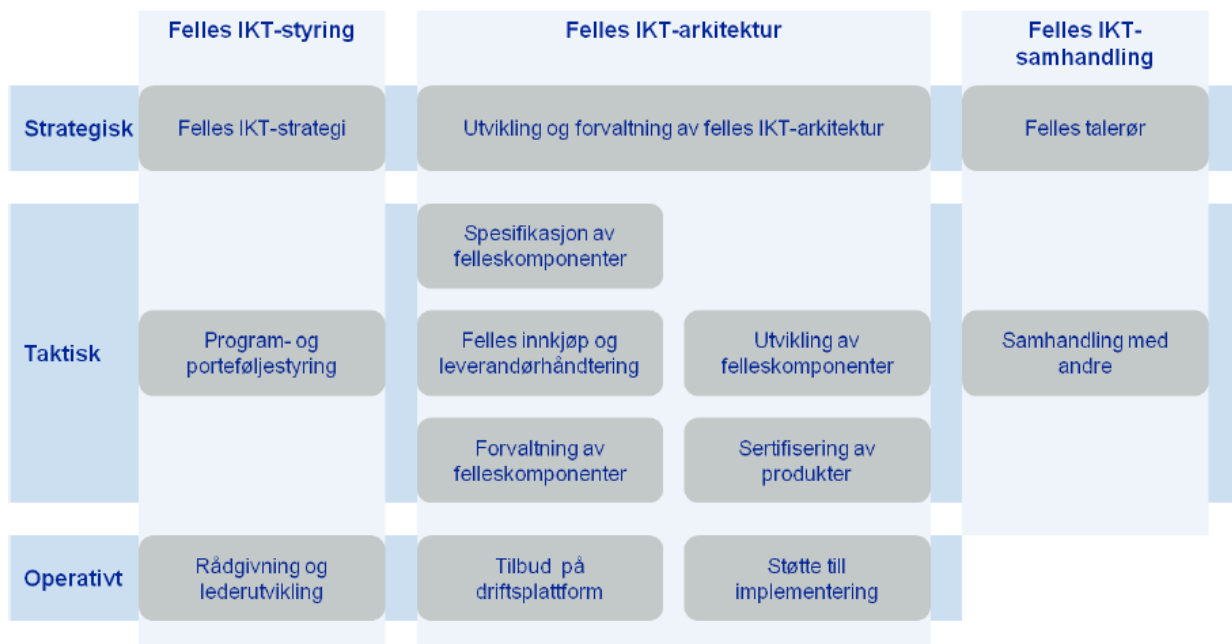 Felles IKT-styring
Felles IKT-arkitektur
Felles IKT-
samhandling
Strategisk
Felles IKT-strategi
Utvikling og forvaltning av felles IKT-arkitektur
Felles talerør
Spesifikasjon av
felleskomponenter
Taktisk
Program- og
porteføljestyring
Felles innkjøp og
leverandørhåndtering
Utvikling av
felleskomponenter
Samhandling med
andre
Forvaltning av
felleskomponenter
Sertifisering av
produkter
Operativt
Rådgivning og
lederutvikling
Tilbud på
driftsplattform
Støtte till
implementering